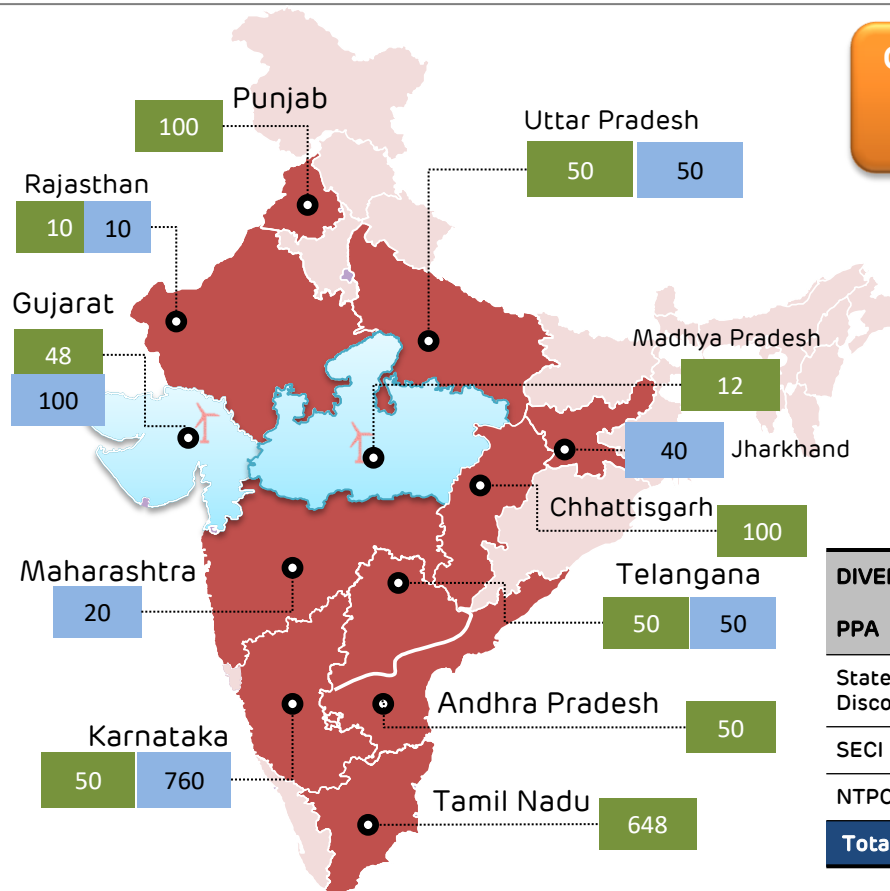 Punjab
100
Uttar Pradesh
50 50
Rajasthan
10 10
Gujarat
48
100
Madhya Pradesh
12
40 Jharkhand
Chhattisgarh
100
Maharashtra
20
Telangana
50 50
Andhra Pradesh
50
Karnataka
50 760
Tamil Nadu
648
PPA
State
SECI